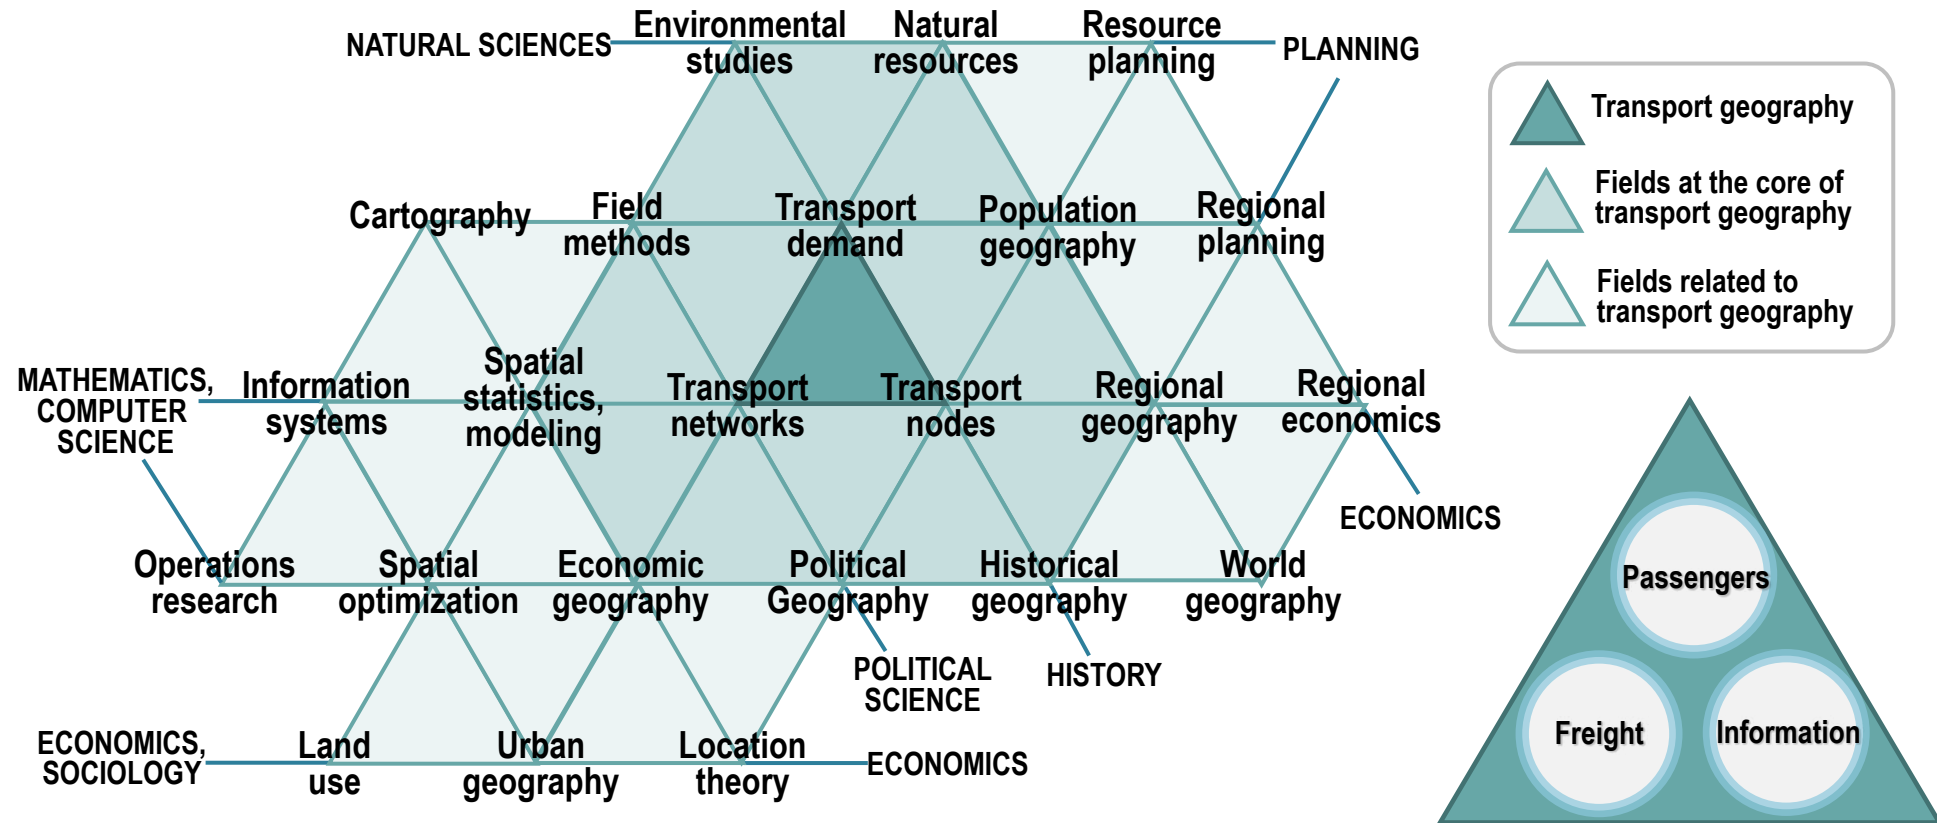 NATURAL SCIENCES
Environmental
studies
Natural
resources
Resource
planning
PLANNING
Cartography
Field
methods
Transport
demand
Population
geography
Regional
planning
MATHEMATICS,
COMPUTER
SCIENCE
Information
systems
Spatial
statistics,
modeling
Transport
networks
Transport
nodes
Regional
geography
Regional
economics
ECONOMICS
Operations
research
Spatial
optimization
Economic
geography
Political
Geography
Historical
geography
World
geography
POLITICAL
SCIENCE
HISTORY
ECONOMICS,
SOCIOLOGY
Land
use
Urban
geography
Location
theory
ECONOMICS
Transport geography
Fields at the core of
transport geography
Fields related to
transport geography
Passengers
Freight
Information